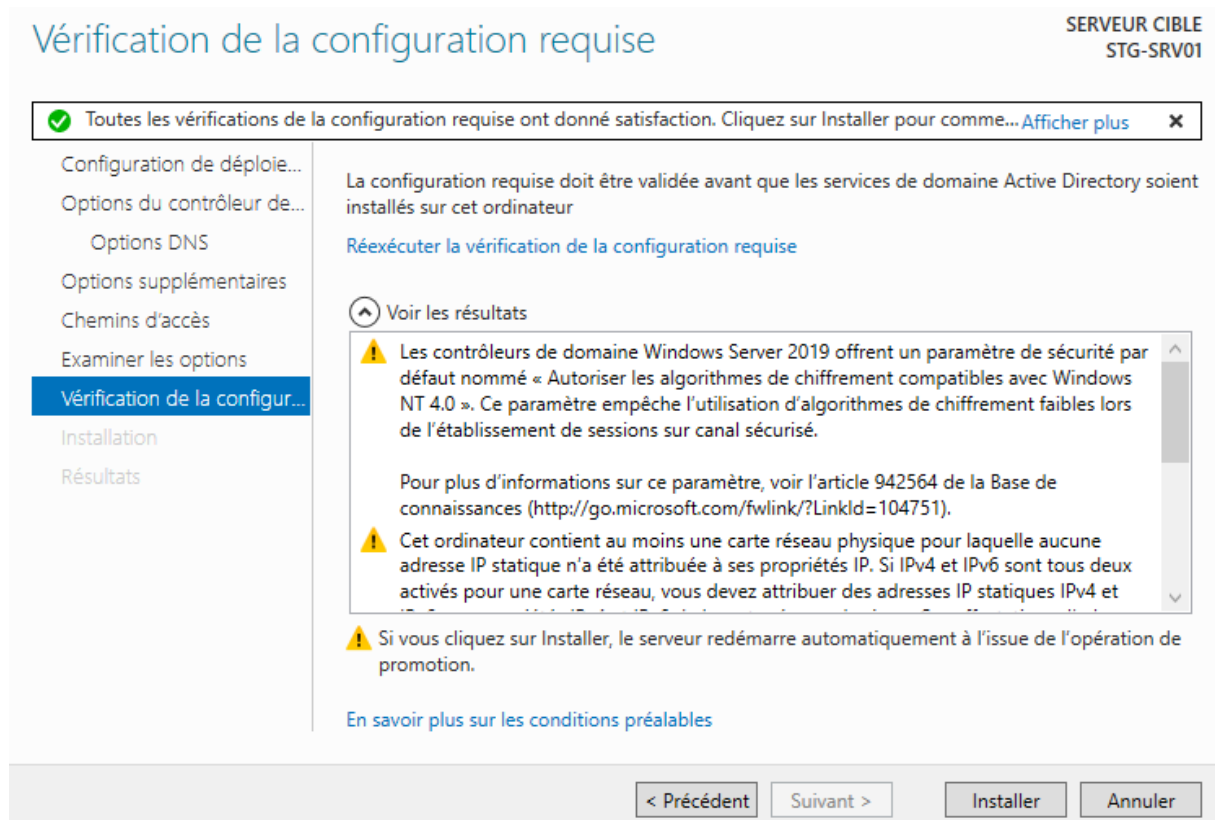 Vérification de la configuration requise
SERVEUR CIBLE
STG-SRV01
Toutes les vérifications de la configuration requise ont donné satisfaction. Cliquez sur Installer pour comme... Afficher plus
Configuration de déploie...
Options du contrôleur de...
Options DNS
Options supplémentaires
Chemins d'accès
Examiner les options
Vérification de la configur...
Installation
Résultats
La configuration requise doit être validée avant que les services de domaine Active Directory soient
installés sur cet ordinateur
Réexécuter la vérification de la configuration requise
Voir les résultats
Les contrôleurs de domaine Windows Server 2019 offrent un paramètre de sécurité par
défaut nommé « Autoriser les algorithmes de chiffrement compatibles avec Windows
NT 4.0 ». Ce paramètre empêche l'utilisation d'algorithmes de chiffrement faibles lors
de l'établissement de sessions sur canal sécurisé.
Pour plus d'informations sur ce paramètre, voir l'article 942564 de la Base de
connaissances (http://go.microsoft.com/fwlink/?LinkId=104751).
Cet ordinateur contient au moins une carte réseau physique pour laquelle aucune
adresse IP statique n'a été attribuée à ses propriétés IP. Si IPv4 et IPv6 sont tous deux
activés pour une carte réseau, vous devez attribuer des adresses IP statiques IPv4 et
Si vous cliquez sur Installer, le serveur redémarre automatiquement à l'issue de l'opération de
promotion.
En savoir plus sur les conditions préalables
< Précédent
Suivant >
Installer
Annuler